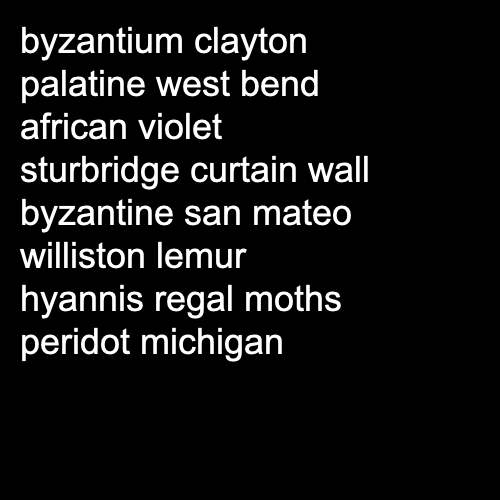 byzantium clayton
palatine west bend
african violet
sturbridge curtain wall
byzantine san mateo
williston lemur
hyannis regal moths
peridot michigan